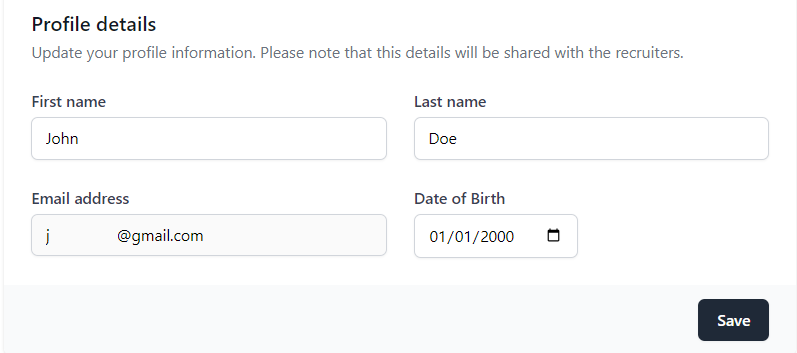 Profile details
Update your profile information. Please note that this details will be shared with the recruiters.
First name
Last name
John
Doe
Email address
Date of Birth
j @gmail.com
01/01/2000
Save